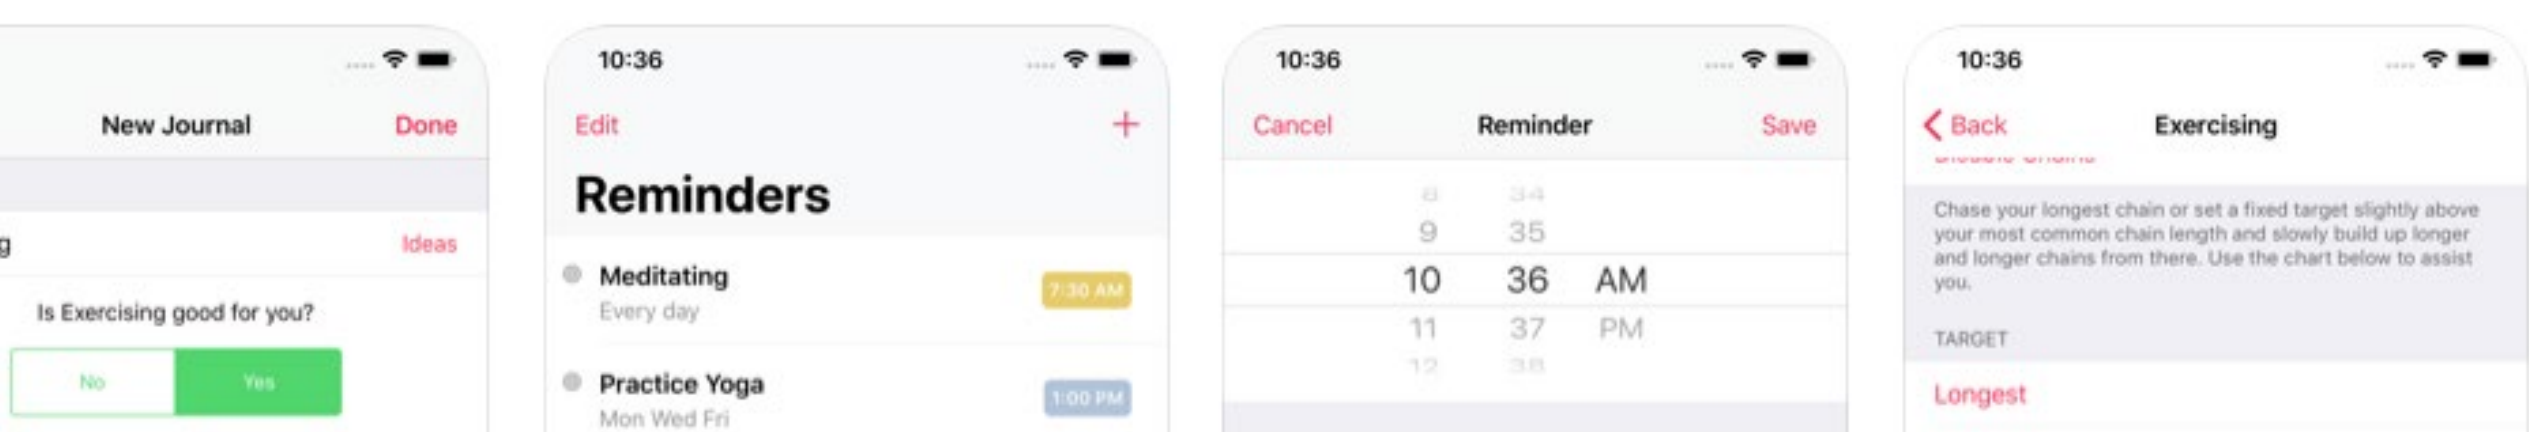 New Journal
Done
g
Ideas
Is Exercising good for you?
No
Yes
10:36
Edit
+
Reminders
Meditating
Every day
7:30 AM
Practice Yoga
Mon Wed Fri
1:00 PM
10:36
Cancel
Reminder
Save
8 34
9 35
10 36 AM
11 37 PM
12 38
10:36
Back
Exercising
Chase your longest chain or set a fixed target slightly above
your most common chain length and slowly build up longer
and longer chains from there. Use the chart below to assist
you.
TARGET
Longest